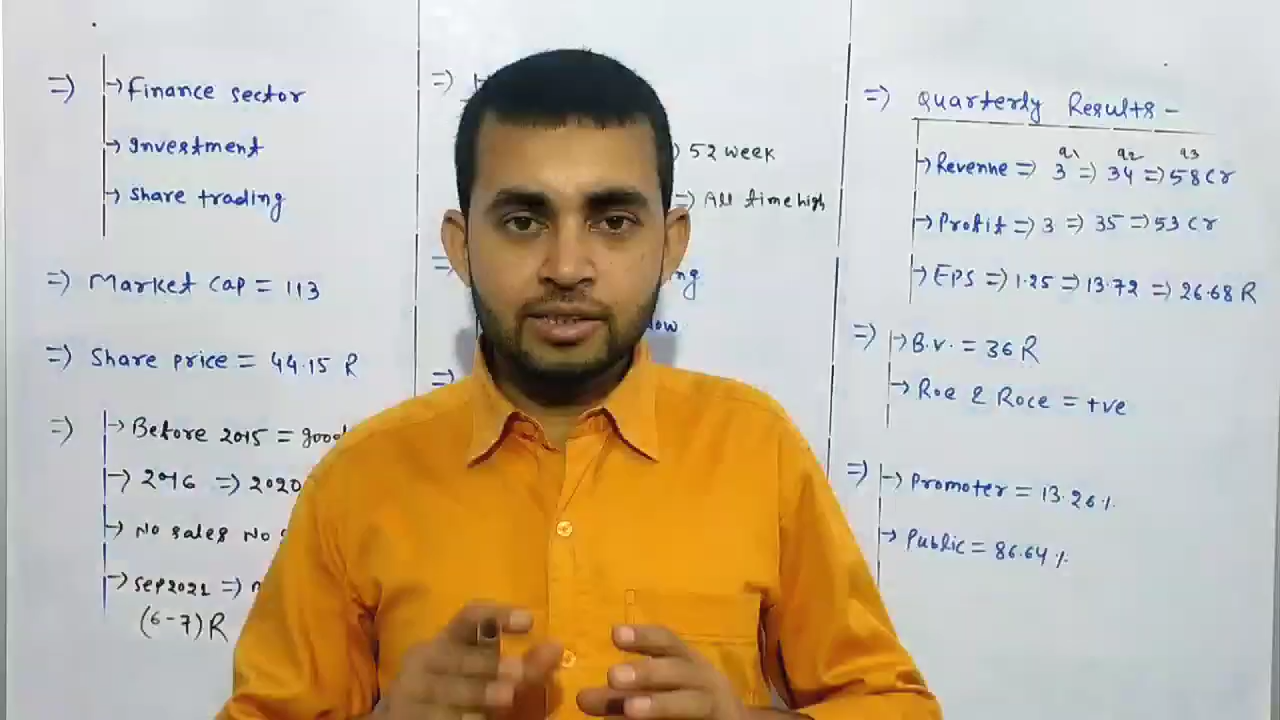 => → Finance sector
→ Investment
→ Share trading
=> Market cap = 113
=> Share price = 44.15 R
=> → Before 2015 = good
→ 2016 => 2020
→ No sales No
→ Sep 2021 =>
(6-7) R
=>
52 week
=> All time high
=>
=>
=> Quarterly Results -
q1 q2 q3
→ Revenue => 3 => 34 => 58 Cr
→ Profit => 3 => 35 => 53 Cr
→ EPS => 1.25 => 13.72 => 26.68 R
=> → B.V. = 36 R
→ Roe & Roce = +ve
=> → Promoter = 13.26 %
→ Public = 86.64 %